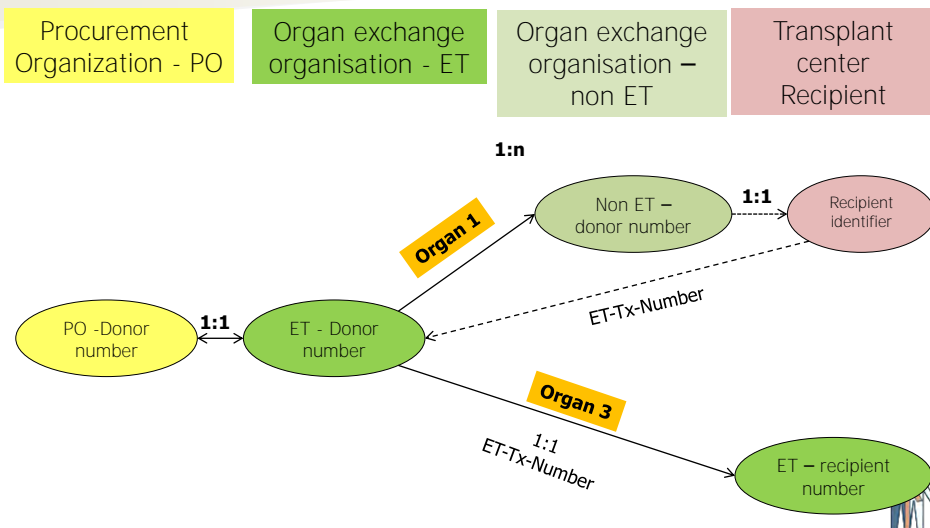 Procurement
Organization - PO
Organ exchange
organisation - ET
Organ exchange
organisation –
non ET
Transplant
center
Recipient
1:n
Non ET –
donor number
1:1
Recipient
identifier
Organ 1
ET-Tx-Number
PO -Donor
number
1:1
ET - Donor
number
Organ 3
1:1
ET-Tx-Number
ET – recipient
number